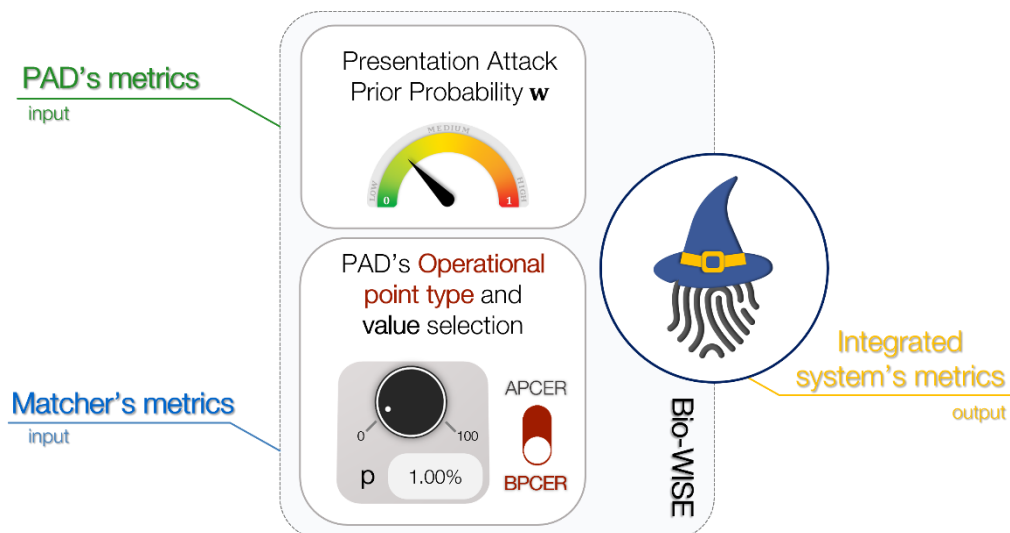 PAD's metrics
input
Matcher's metrics
input
Presentation Attack
Prior Probability w
LOW
MEDIUM
HIGH
0
1
PAD's Operational
point type and
value selection
0
100
p
1.00%
APCER
BPCER
Bio-WISE
Integrated
system's metrics
output